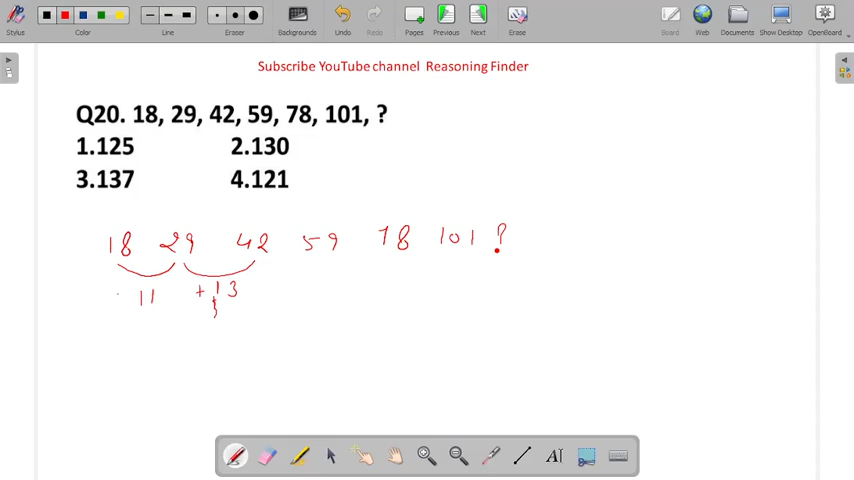 Stylus Color Line Eraser Backgrounds Undo Redo Pages Previous Next Erase Board Web Documents Show Desktop OpenBoard
Subscribe YouTube channel Reasoning Finder
Q20. 18, 29, 42, 59, 78, 101, ?
1.125 2.130
3.137 4.121
18 29 42 59 78 101 ?
11 +13